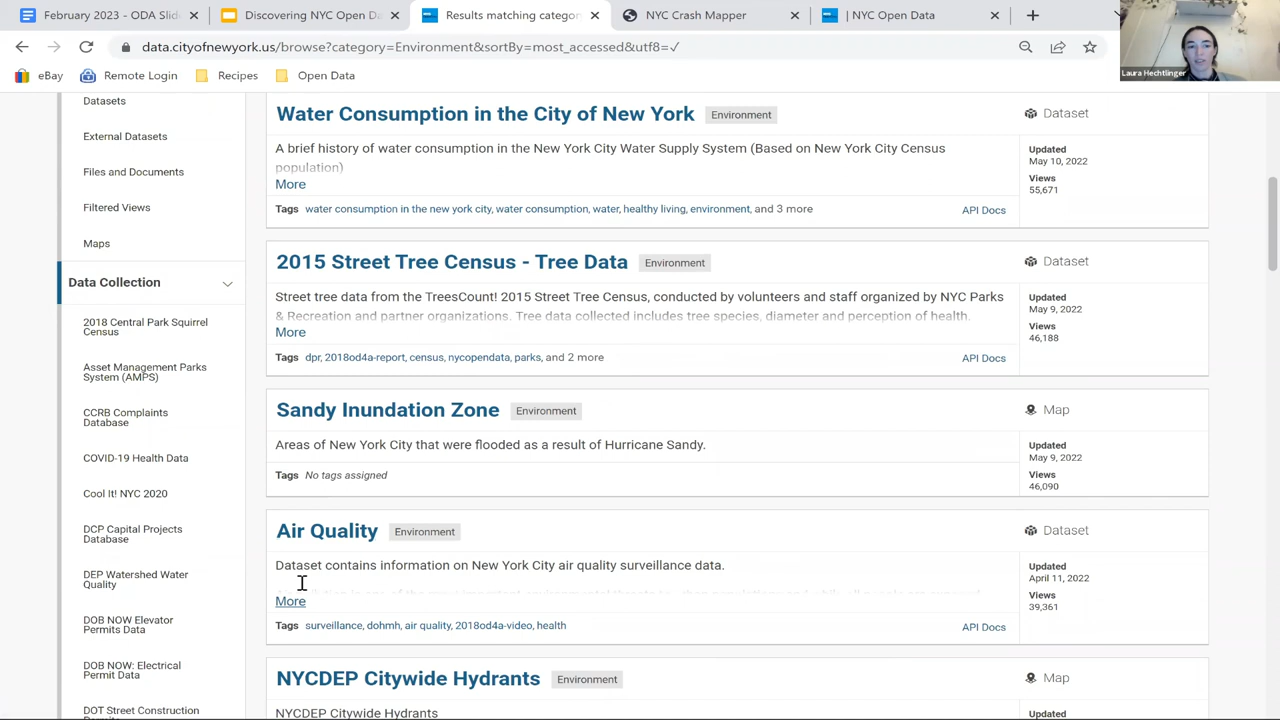 February 2023 – ODA Slid
Discovering NYC Open Da
Results matching catego
NYC Crash Mapper
| NYC Open Data
data.cityofnewyork.us/browse?category=Environment&sortBy=most_accessed&utf8=✓
eBay
Remote Login
Recipes
Open Data
Laura Hechtlinger
Datasets
External Datasets
Files and Documents
Filtered Views
Maps
Data Collection
2018 Central Park Squirrel
Census
Asset Management Parks
System (AMPS)
CCRB Complaints
Database
COVID-19 Health Data
Cool It! NYC 2020
DCP Capital Projects
Database
DEP Watershed Water
Quality
DOB NOW Elevator
Permits Data
DOB NOW: Electrical
Permit Data
DOT Street Construction
Water Consumption in the City of New York
Environment
Dataset
A brief history of water consumption in the New York City Water Supply System (Based on New York City Census
population)
More
Tags water consumption in the new york city, water consumption, water, healthy living, environment, and 3 more
API Docs
Updated
May 10, 2022
Views
55,671
2015 Street Tree Census - Tree Data
Environment
Dataset
Street tree data from the TreesCount! 2015 Street Tree Census, conducted by volunteers and staff organized by NYC Parks
& Recreation and partner organizations. Tree data collected includes tree species, diameter and perception of health.
More
Tags dpr, 2018od4a-report, census, nycopendata, parks, and 2 more
API Docs
Updated
May 9, 2022
Views
46,188
Sandy Inundation Zone
Environment
Map
Areas of New York City that were flooded as a result of Hurricane Sandy.
Tags No tags assigned
Updated
May 9, 2022
Views
46,090
Air Quality
Environment
Dataset
Dataset contains information on New York City air quality surveillance data.
More
Tags surveillance, dohmh, air quality, 2018od4a-video, health
API Docs
Updated
April 11, 2022
Views
39,361
NYCDEP Citywide Hydrants
Environment
Map
NYCDEP Citywide Hydrants
Updated